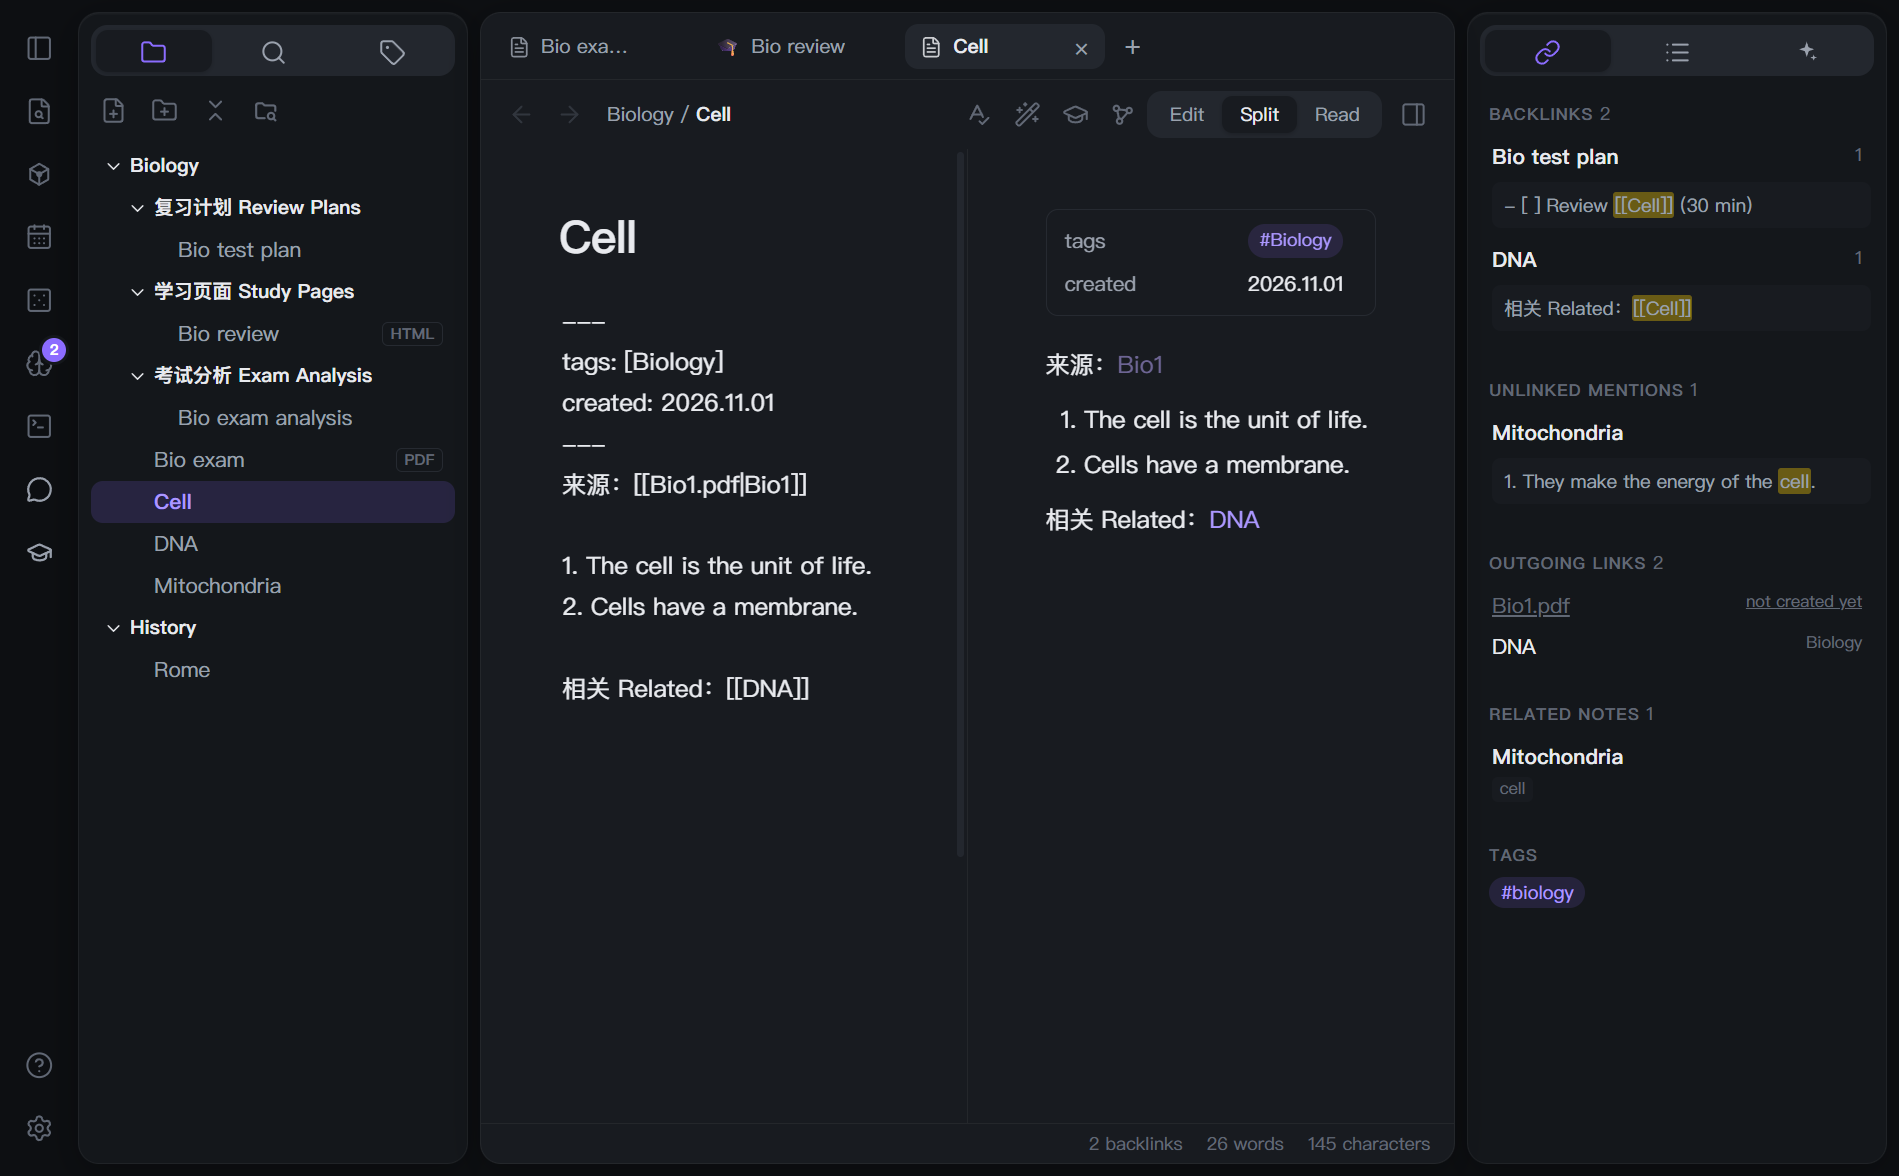 2
Biology
复习计划 Review Plans
Bio test plan
学习页面 Study Pages
Bio review HTML
考试分析 Exam Analysis
Bio exam analysis
Bio exam PDF
Cell
DNA
Mitochondria
History
Rome
Bio exa...
Bio review
Cell
Biology / Cell
Edit Split Read
Cell
---
tags: [Biology]
created: 2026.11.01
---
来源：[[Bio1.pdf|Bio1]]
1. The cell is the unit of life.
2. Cells have a membrane.
相关 Related：[[DNA]]
tags #Biology
created 2026.11.01
来源：Bio1
1. The cell is the unit of life.
2. Cells have a membrane.
相关 Related：DNA
2 backlinks 26 words 145 characters
BACKLINKS 2
Bio test plan 1
- [ ] Review [[Cell]] (30 min)
DNA 1
相关 Related：[[Cell]]
UNLINKED MENTIONS 1
Mitochondria
1. They make the energy of the cell.
OUTGOING LINKS 2
Bio1.pdf not created yet
DNA Biology
RELATED NOTES 1
Mitochondria
cell
TAGS
#biology